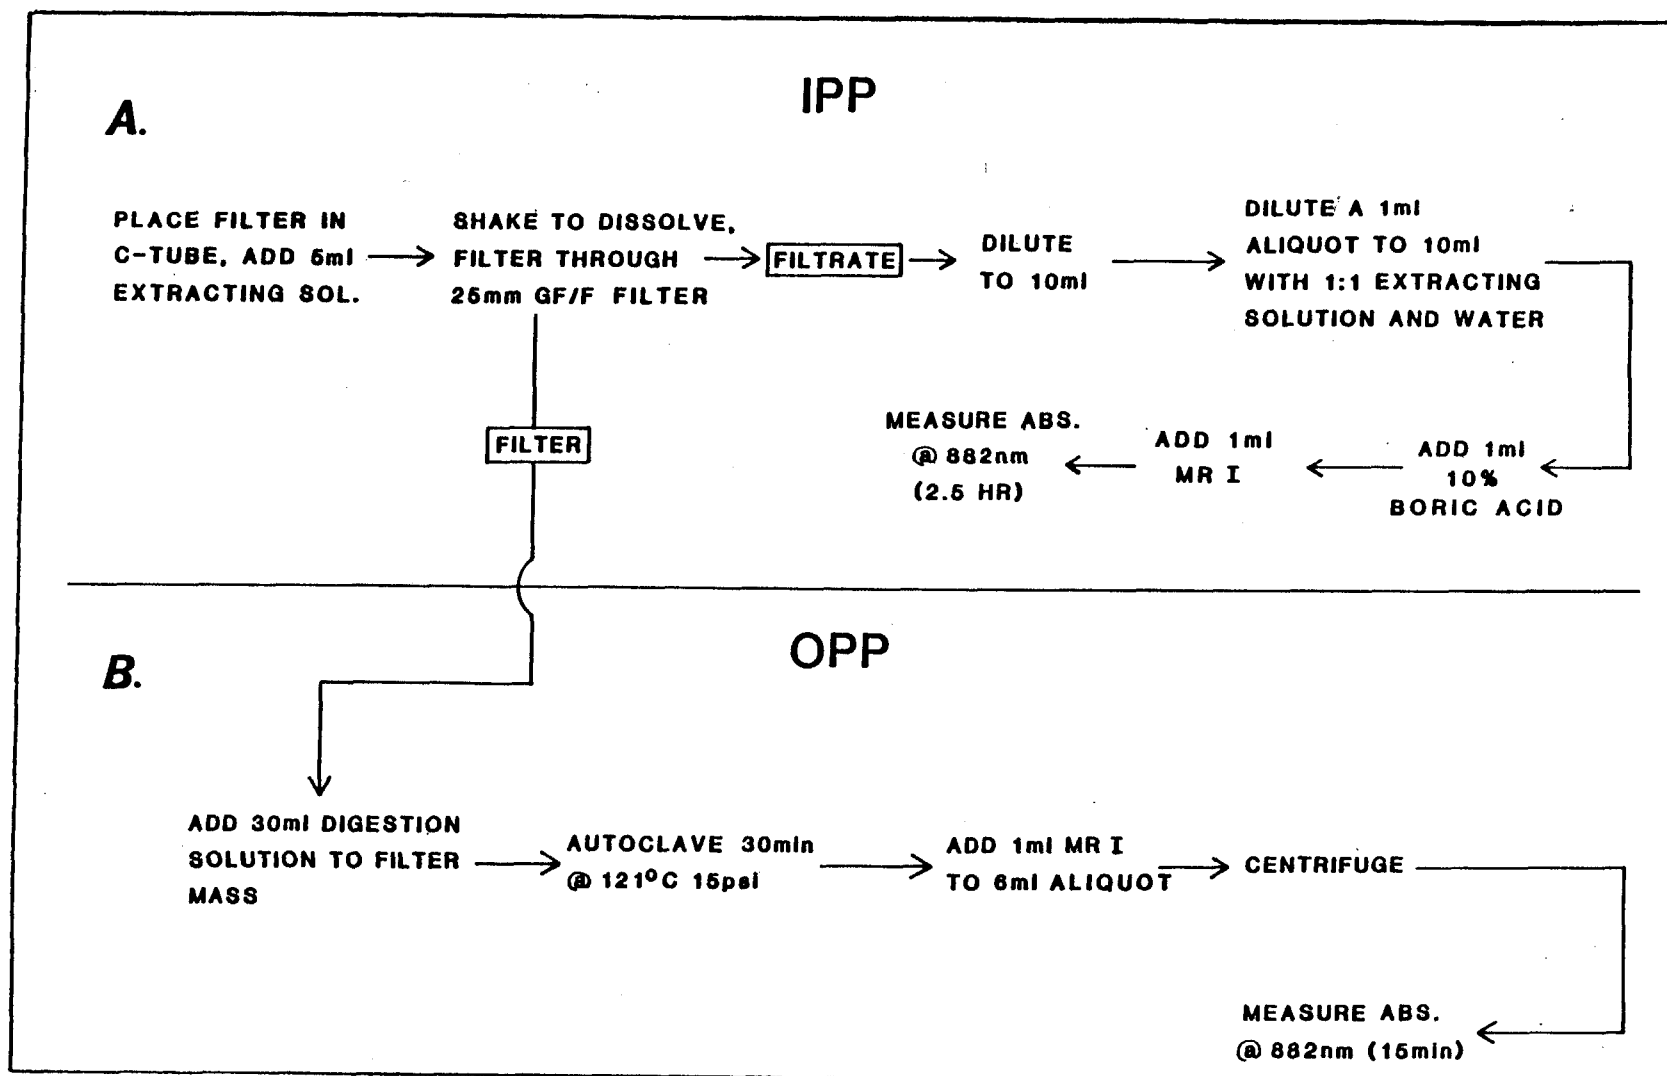 IPP
A.
PLACE FILTER IN
C-TUBE, ADD 5ml
EXTRACTING SOL.
SHAKE TO DISSOLVE,
FILTER THROUGH
25mm GF/F FILTER
FILTRATE
DILUTE
TO 10ml
DILUTE A 1ml
ALIQUOT TO 10ml
WITH 1:1 EXTRACTING
SOLUTION AND WATER
ADD 1ml
10%
BORIC ACID
ADD 1ml
MR I
MEASURE ABS.
@ 882nm
(2.5 HR)
FILTER
OPP
B.
ADD 30ml DIGESTION
SOLUTION TO FILTER
MASS
AUTOCLAVE 30min
@ 121°C 15psi
ADD 1ml MR I
TO 6ml ALIQUOT
CENTRIFUGE
MEASURE ABS.
@ 882nm (15min)